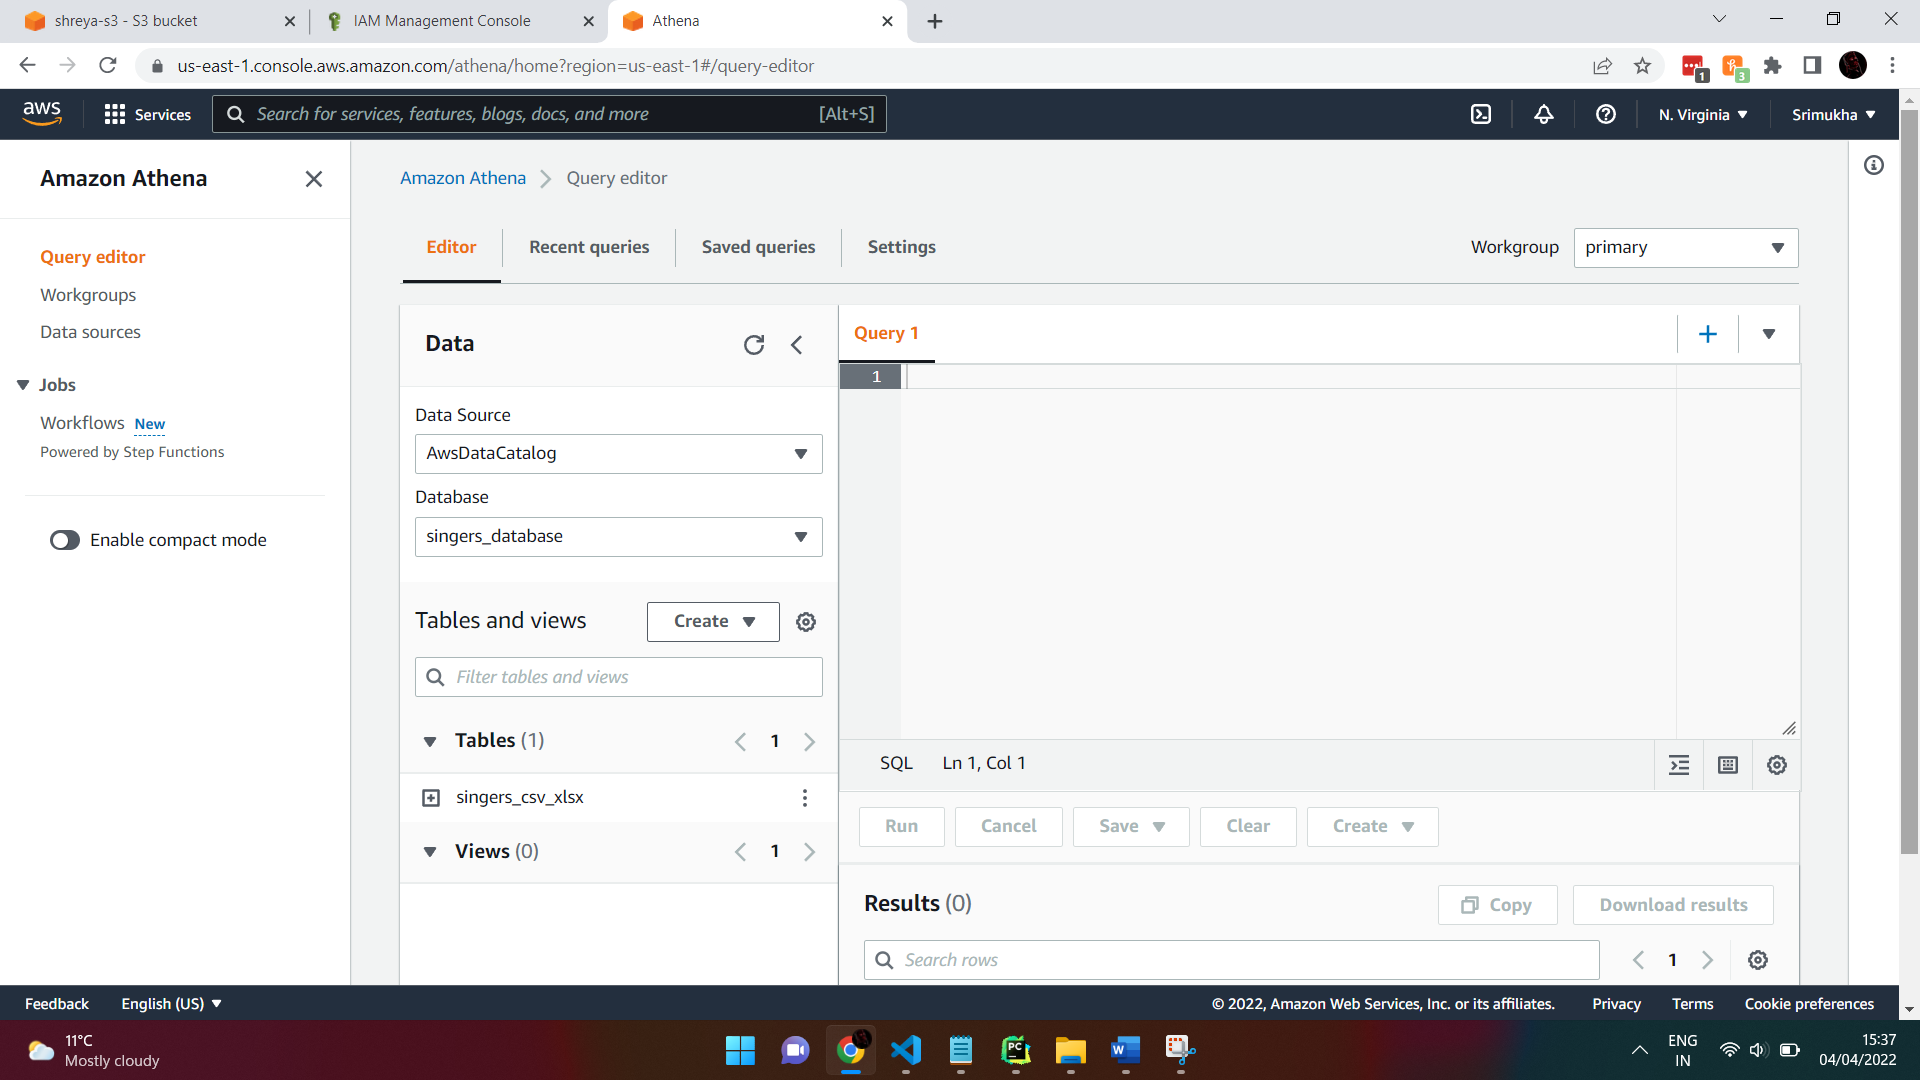 shreya-s3 - S3 bucket
IAM Management Console
Athena
us-east-1.console.aws.amazon.com/athena/home?region=us-east-1#/query-editor
1
3
aws
Services
Search for services, features, blogs, docs, and more
[Alt+S]
N. Virginia
Srimukha
Amazon Athena
Query editor
Workgroups
Data sources
Jobs
Workflows New
Powered by Step Functions
Enable compact mode
Amazon Athena
Query editor
Editor
Recent queries
Saved queries
Settings
Workgroup
primary
Data
Data Source
AwsDataCatalog
Database
singers_database
Tables and views
Create
Filter tables and views
Tables (1)
1
singers_csv_xlsx
Views (0)
1
Query 1
1
SQL
Ln 1, Col 1
Run
Cancel
Save
Clear
Create
Results (0)
Copy
Download results
Search rows
1
Feedback
English (US)
© 2022, Amazon Web Services, Inc. or its affiliates.
Privacy
Terms
Cookie preferences
11°C
Mostly cloudy
PC
W
ENG
IN
15:37
04/04/2022